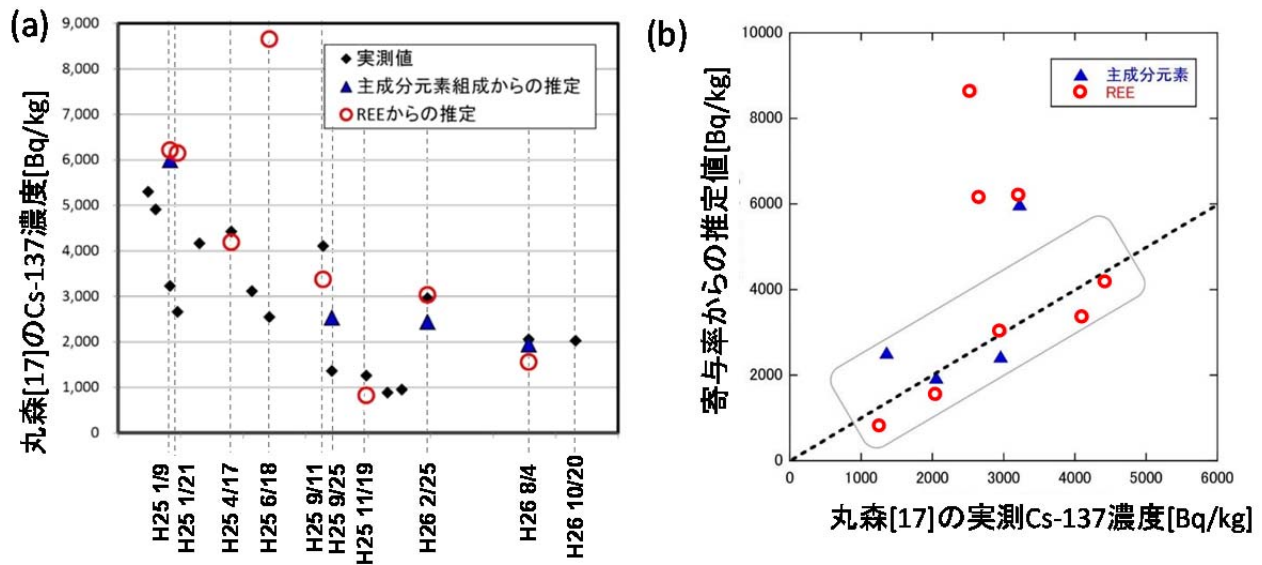 (a)
丸森[17]のCs-137濃度[Bq/kg]
9,000
8,000
7,000
6,000
5,000
4,000
3,000
2,000
1,000
0
実測値
主成分元素組成からの推定
REEからの推定
H25 1/9
H25 1/21
H25 4/17
H25 6/18
H25 9/11
H25 9/25
H25 11/19
H26 2/25
H26 8/4
H26 10/20
(b)
寄与率からの推定値[Bq/kg]
10000
8000
6000
4000
2000
0
主成分元素
REE
0
1000
2000
3000
4000
5000
6000
丸森[17]の実測Cs-137濃度[Bq/kg]